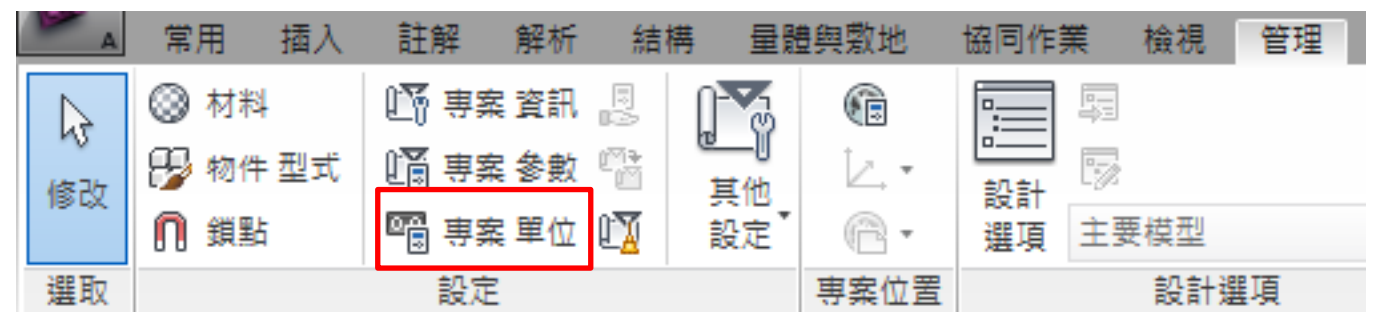 A 常用 插入 註解 解析 結構 量體與敷地 協同作業 檢視 管理
材料 專案 資訊
物件 型式 專案 參數
鎖點 專案 單位
修改
其他
設定
設計
選項
主要模型
選取 設定 專案位置 設計選項